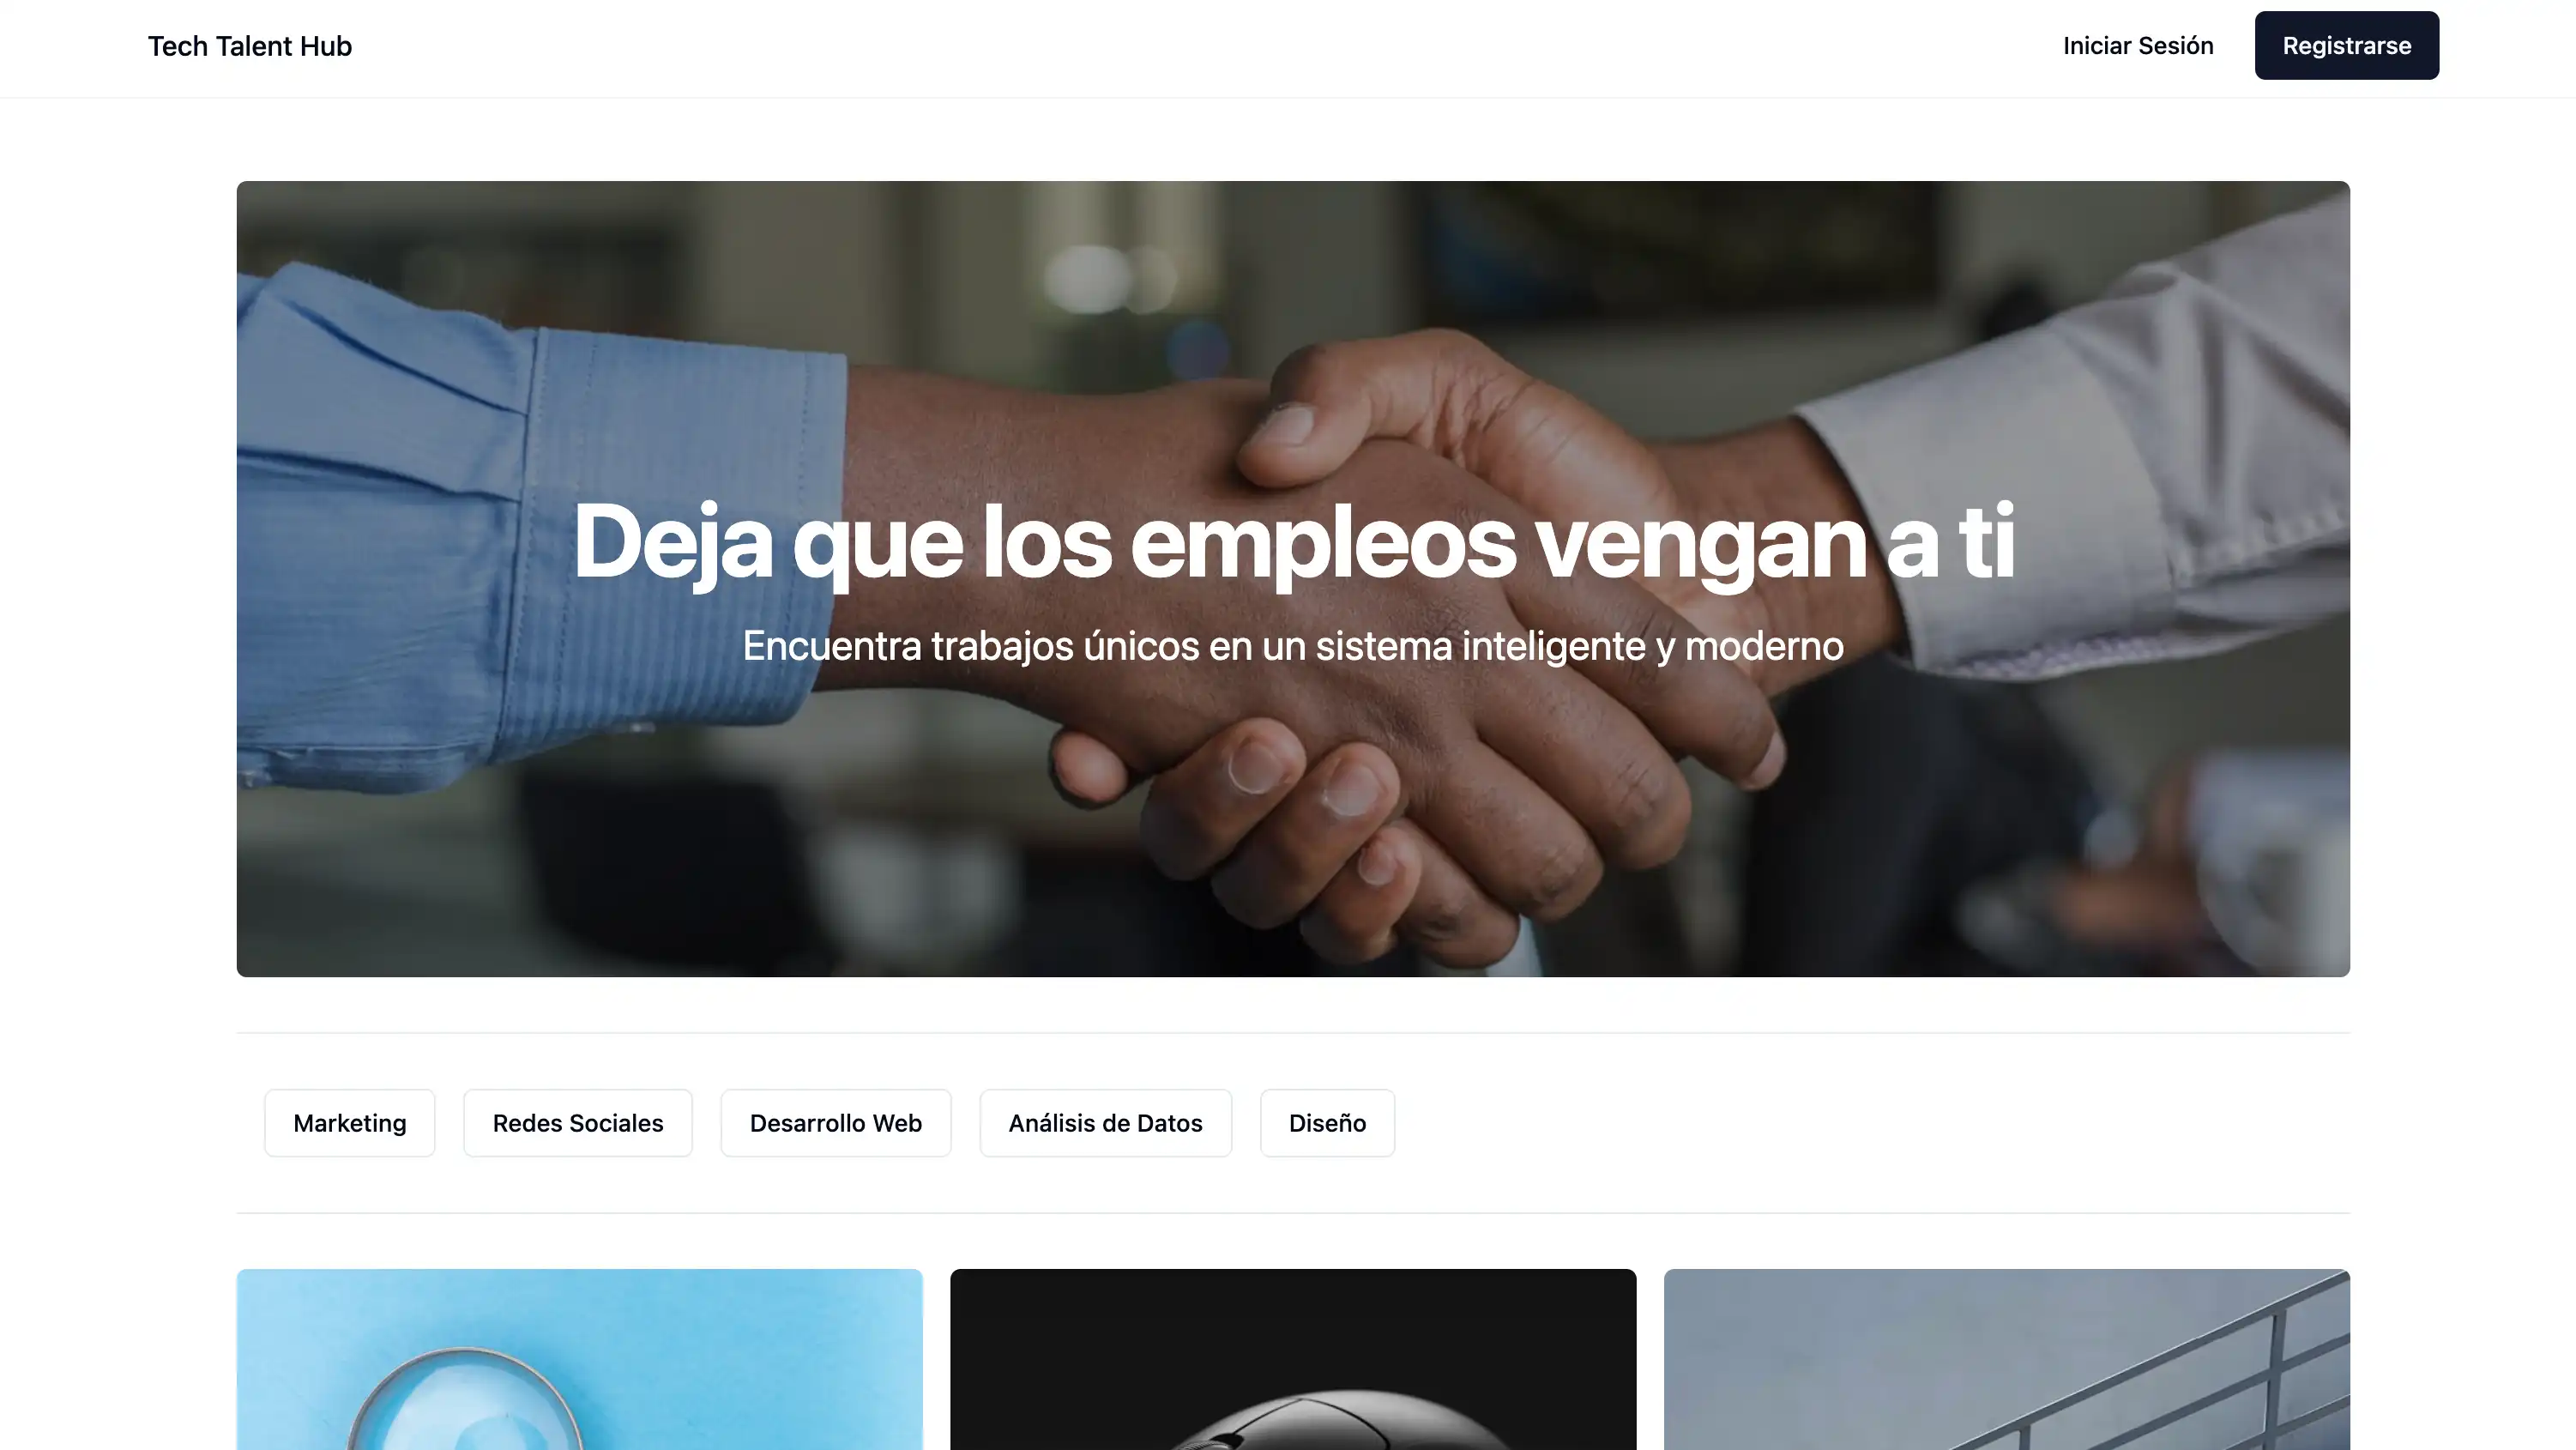 Tech Talent Hub
Iniciar Sesión
Registrarse
Deja que los empleos vengan a ti
Encuentra trabajos únicos en un sistema inteligente y moderno
Marketing
Redes Sociales
Desarrollo Web
Análisis de Datos
Diseño